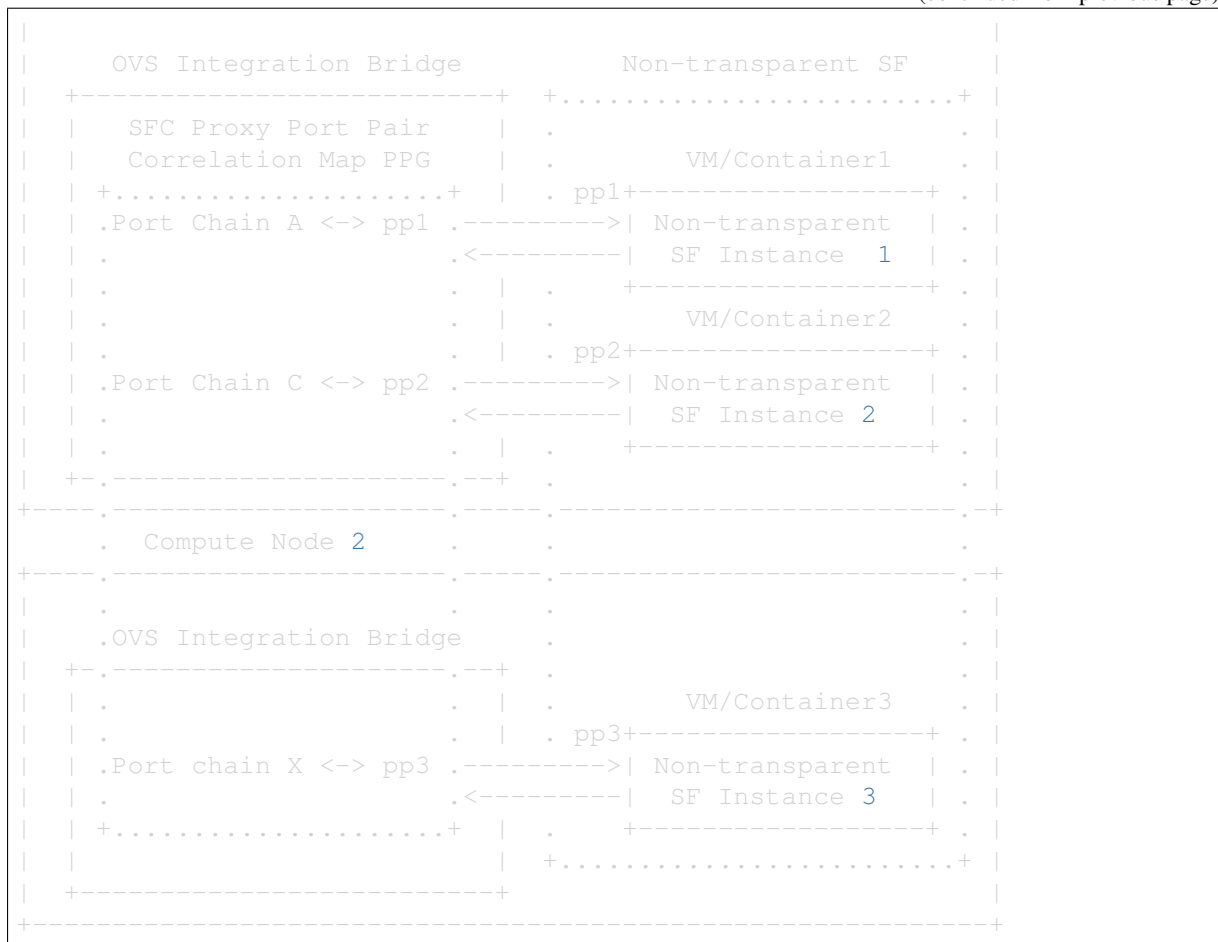 (continued from previous page)
|                                                             |
|     OVS Integration Bridge          Non-transparent SF      |
|  +--------------------------+  +.........................+ |
|  |   SFC Proxy Port Pair    |  .                         . |
|  |   Correlation Map PPG    |  .        VM/Container1    . |
|  | +.....................+  |  . pp1+------------------+ . |
|  | .Port Chain A <-> pp1 .--------->| Non-transparent  | . |
|  | .                     .<---------|  SF Instance  1  | . |
|  | .                     .  |  .    +------------------+ . |
|  | .                     .  |  .        VM/Container2    . |
|  | .                     .  |  . pp2+------------------+ . |
|  | .Port Chain C <-> pp2 .--------->| Non-transparent  | . |
|  | .                     .<---------|  SF Instance 2   | . |
|  | .                     .  |  .    +------------------+ . |
|  +-.---------------------.--+  .                         . |
+----.---------------------.-----.-------------------------.-+
     .  Compute Node 2     .     .                         .
+----.---------------------.-----.-------------------------.-+
|    .                     .     .                         . |
|    .OVS Integration Bridge     .                         . |
|  +-.---------------------.--+  .                         . |
|  | .                     .  |  .        VM/Container3    . |
|  | .                     .  |  . pp3+------------------+ . |
|  | .Port chain X <-> pp3 .--------->| Non-transparent  | . |
|  | .                     .<---------|  SF Instance 3   | . |
|  | +.....................+  |  .    +------------------+ . |
|  |                          |  +.........................+ |
|  +--------------------------+                              |
+------------------------------------------------------------+